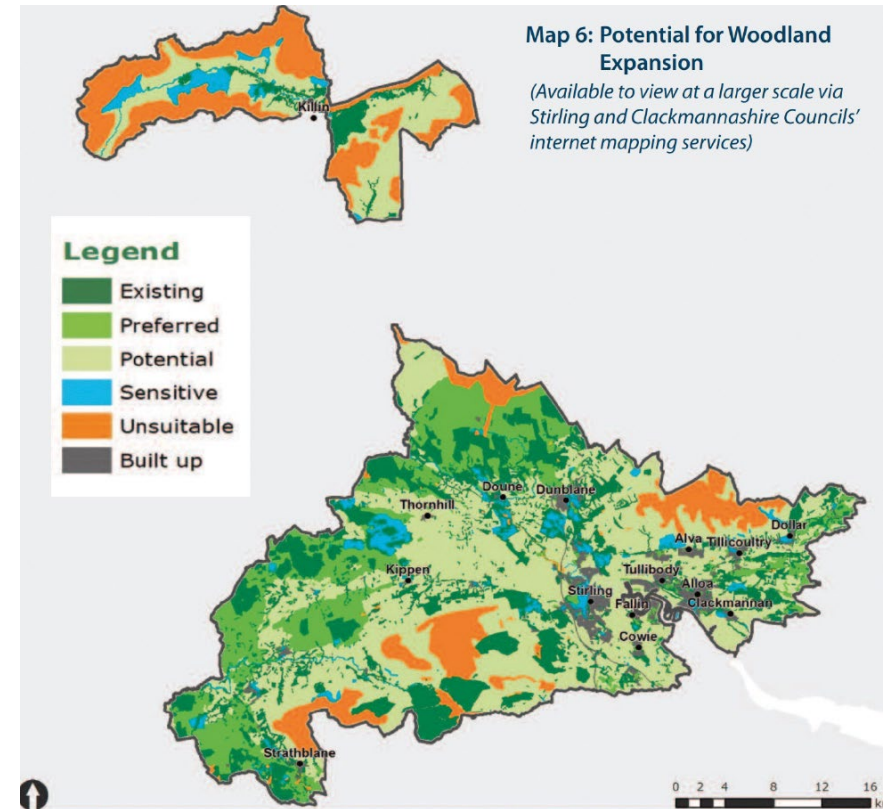 Map 6: Potential for Woodland
Expansion
(Available to view at a larger scale via
Stirling and Clackmannashire Councils’
internet mapping services)
Killin
Legend
Existing
Preferred
Potential
Sensitive
Unsuitable
Built up
Doune
Dunblane
Thornhill
Dollar
Alva
Tillicoultry
Kippen
Tullibody
Stirling
Alloa
Fallin
Clackmannan
Cowie
Strathblane
0 2 4 8 12 16